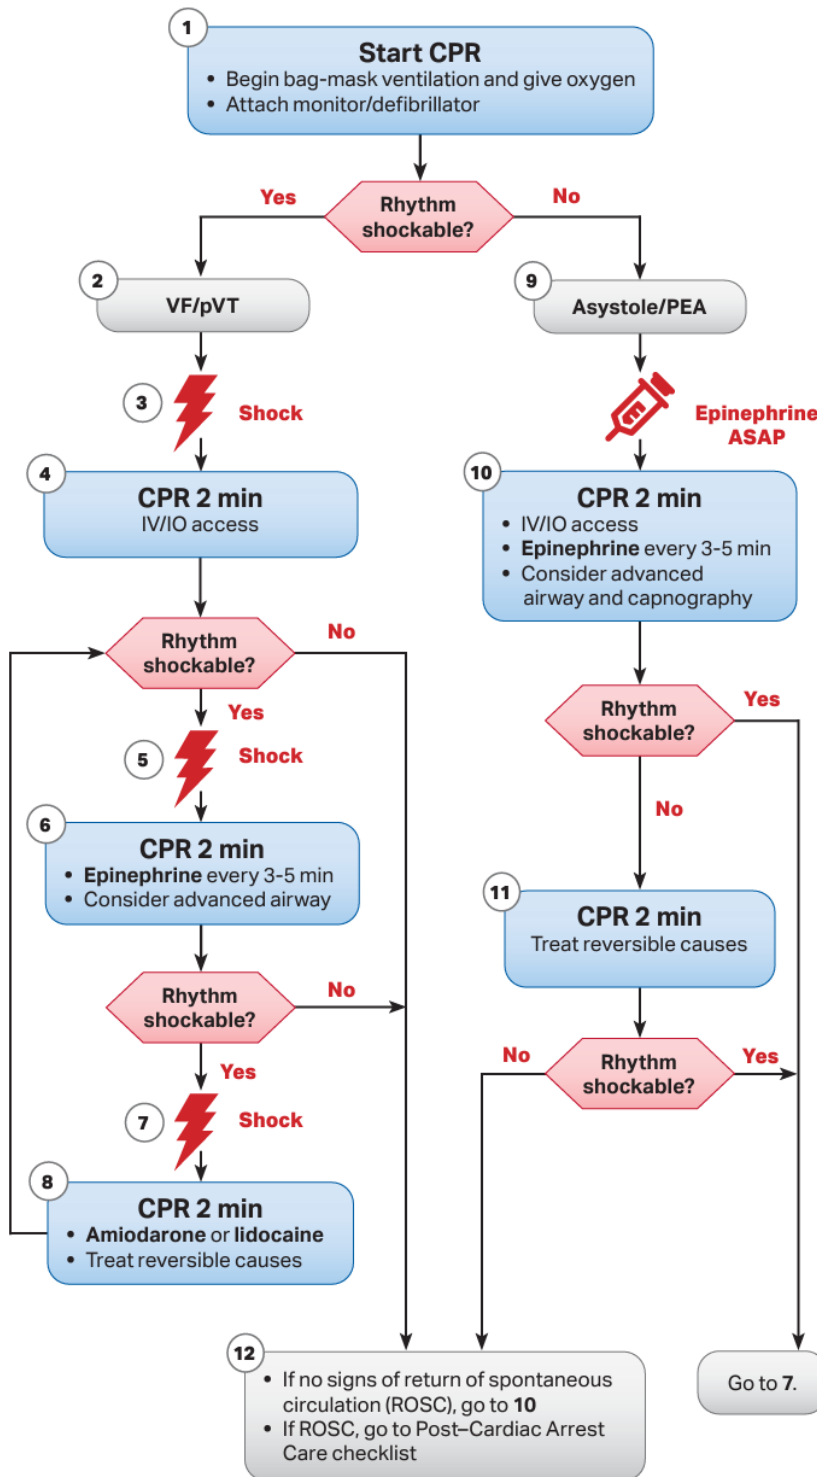 1
Start CPR
• Begin bag-mask ventilation and give oxygen
• Attach monitor/defibrillator
Rhythm
shockable?
Yes
No
2
VF/pVT
3
Shock
4
CPR 2 min
IV/IO access
Rhythm
shockable?
No
Yes
5
Shock
6
CPR 2 min
• Epinephrine every 3-5 min
• Consider advanced airway
Rhythm
shockable?
No
Yes
7
Shock
8
CPR 2 min
• Amiodarone or lidocaine
• Treat reversible causes
9
Asystole/PEA
Epinephrine
ASAP
10
CPR 2 min
• IV/IO access
• Epinephrine every 3-5 min
• Consider advanced
airway and capnography
Rhythm
shockable?
Yes
No
11
CPR 2 min
Treat reversible causes
Rhythm
shockable?
No
Yes
12
• If no signs of return of spontaneous
circulation (ROSC), go to 10
• If ROSC, go to Post–Cardiac Arrest
Care checklist
Go to 7.